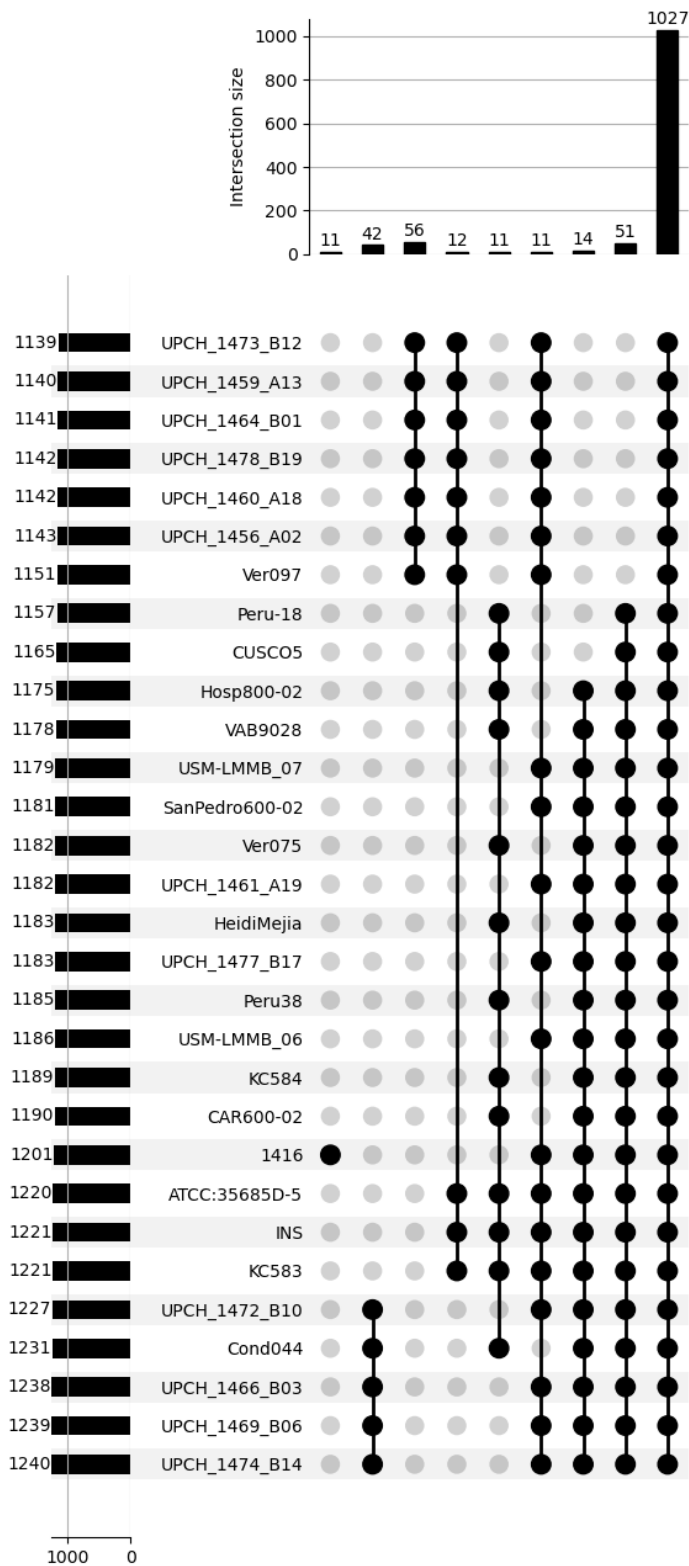 1027
1000
800
600
400
200
0
Intersection size
11 42 56 12 11 11 14 51
1139 UPCH_1473_B12
1140 UPCH_1459_A13
1141 UPCH_1464_B01
1142 UPCH_1478_B19
1142 UPCH_1460_A18
1143 UPCH_1456_A02
1151 Ver097
1157 Peru-18
1165 CUSCO5
1175 Hosp800-02
1178 VAB9028
1179 USM-LMMB_07
1181 SanPedro600-02
1182 Ver075
1182 UPCH_1461_A19
1183 HeidiMejia
1183 UPCH_1477_B17
1185 Peru38
1186 USM-LMMB_06
1189 KC584
1190 CAR600-02
1201 1416
1220 ATCC:35685D-5
1221 INS
1221 KC583
1227 UPCH_1472_B10
1231 Cond044
1238 UPCH_1466_B03
1239 UPCH_1469_B06
1240 UPCH_1474_B14
1000 0